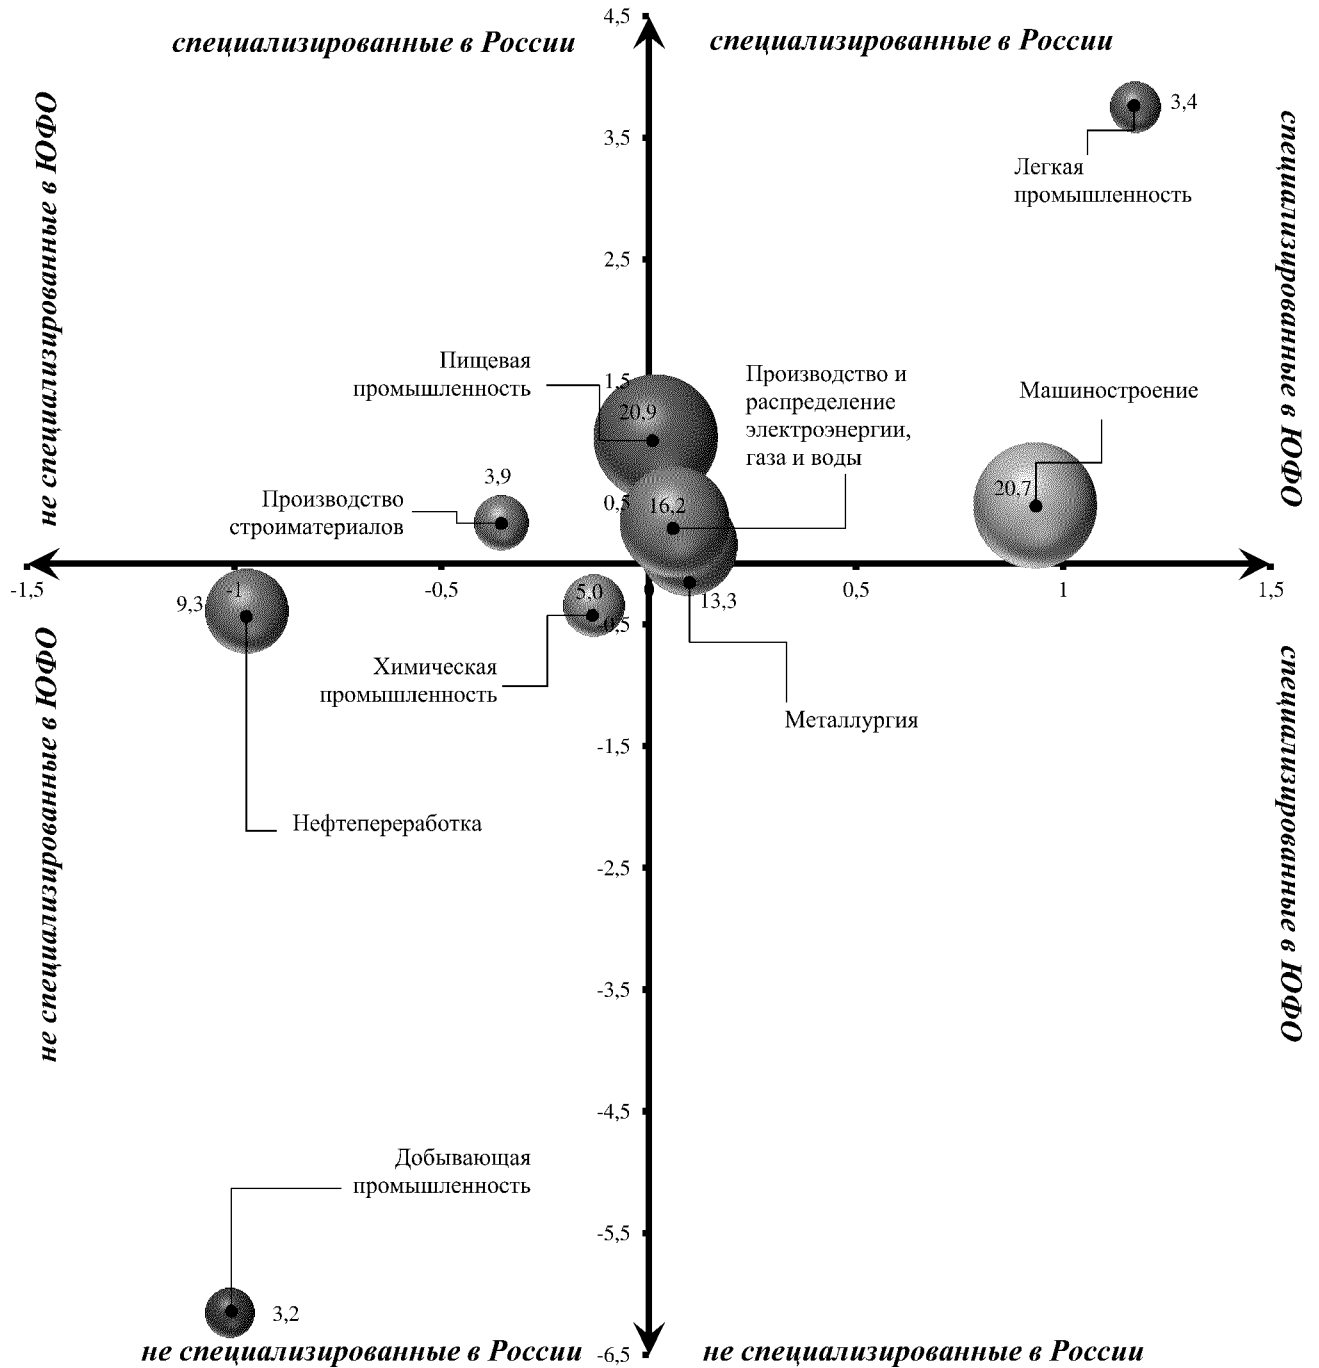 4,5
специализированные в России
специализированные в России
не специализированные в ЮФО
специализированные в ЮФО
3,4
3,5
Легкая
промышленность
2,5
Пищевая
промышленность
1,5
20,9
Производство и
распределение
электроэнергии,
газа и воды
Машиностроение
3,9
Производство
стройматериалов
0,5
16,2
20,7
-1,5
-1
-0,5
0
0,5
1
1,5
9,3
5,0
13,3
-0,5
не специализированные в ЮФО
специализированные в ЮФО
Химическая
промышленность
Металлургия
-1,5
Нефтепереработка
-2,5
-3,5
-4,5
Добывающая
промышленность
-5,5
3,2
-6,5
не специализированные в России
не специализированные в России